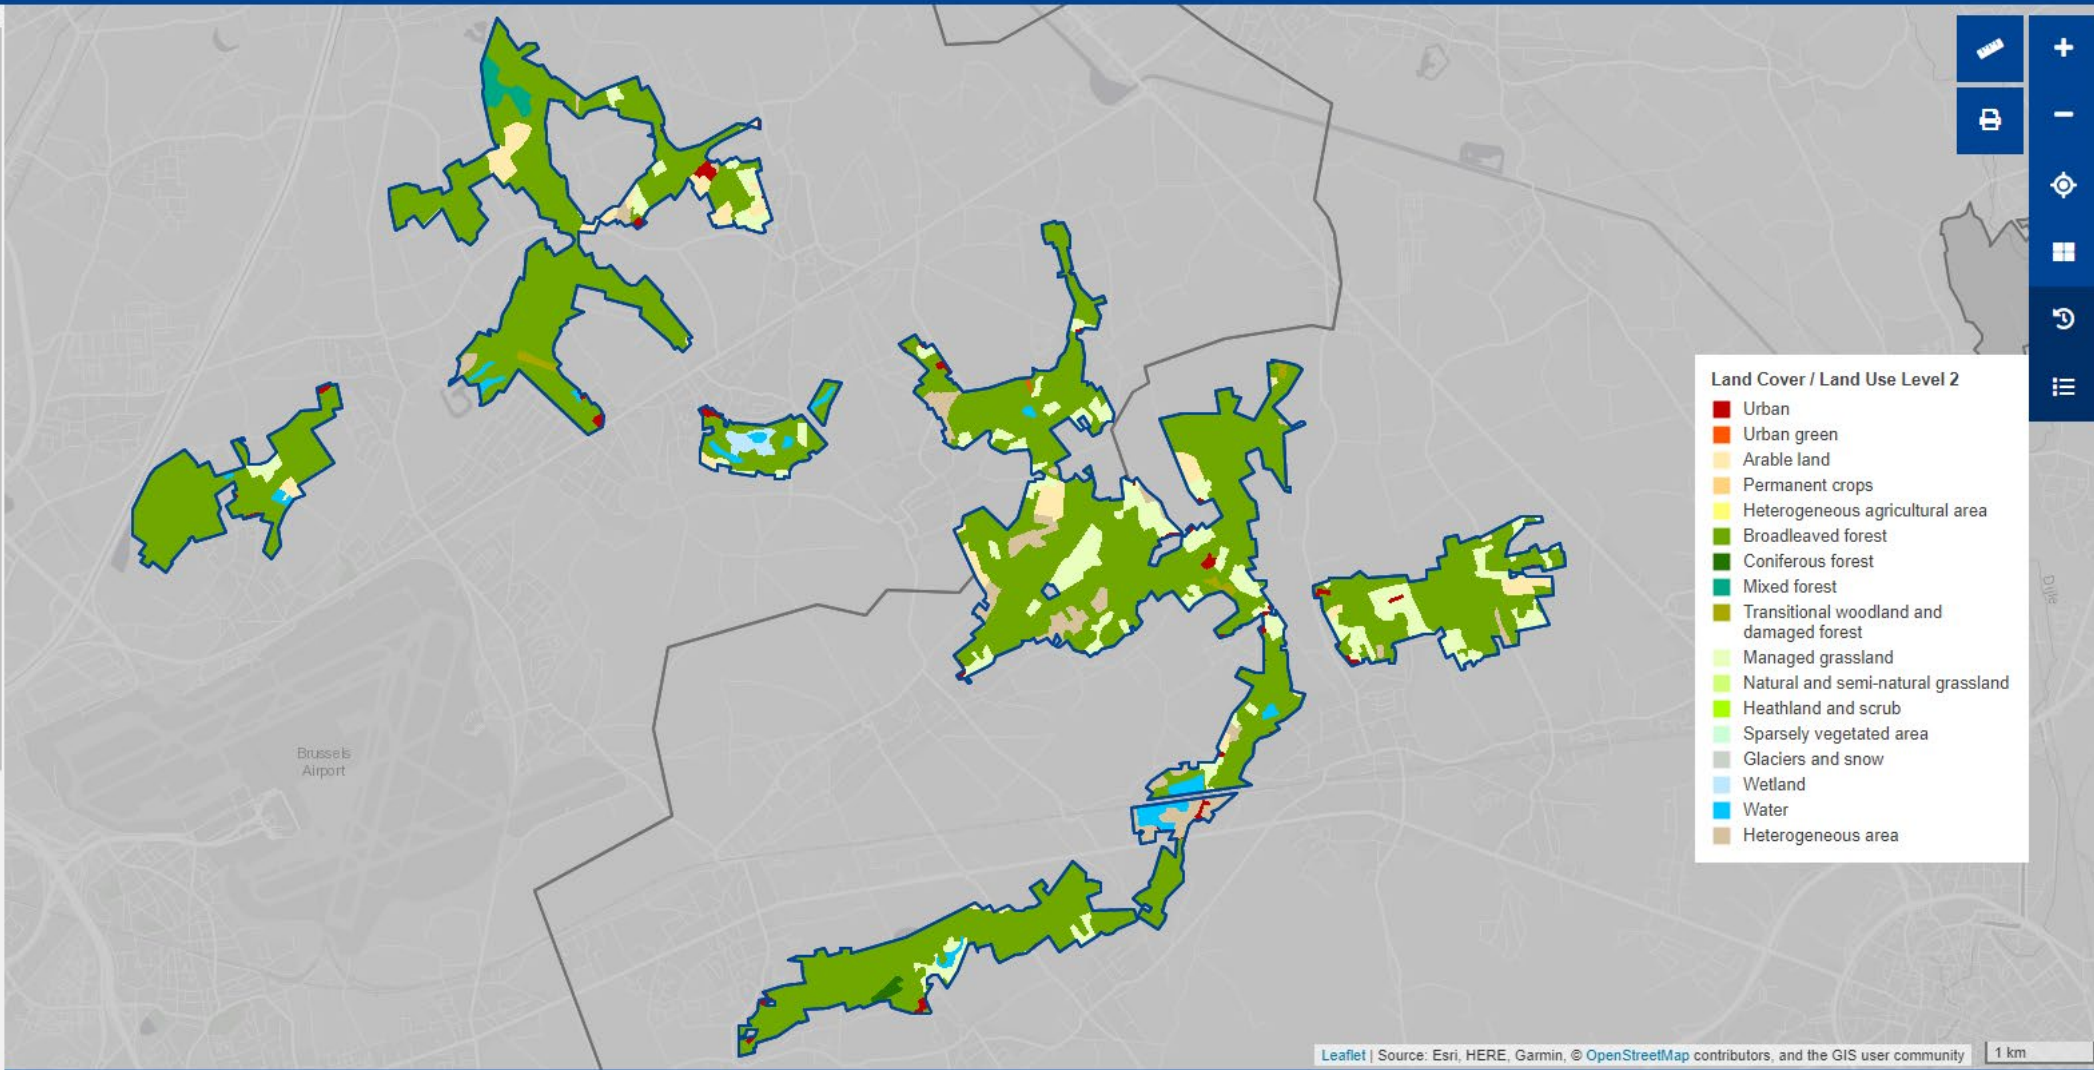 Brussels
Airport
Land Cover / Land Use Level 2
Urban
Urban green
Arable land
Permanent crops
Heterogeneous agricultural area
Broadleaved forest
Coniferous forest
Mixed forest
Transitional woodland and
damaged forest
Managed grassland
Natural and semi-natural grassland
Heathland and scrub
Sparsely vegetated area
Glaciers and snow
Wetland
Water
Heterogeneous area
Dijle
Leaflet | Source: Esri, HERE, Garmin, © OpenStreetMap contributors, and the GIS user community
1 km